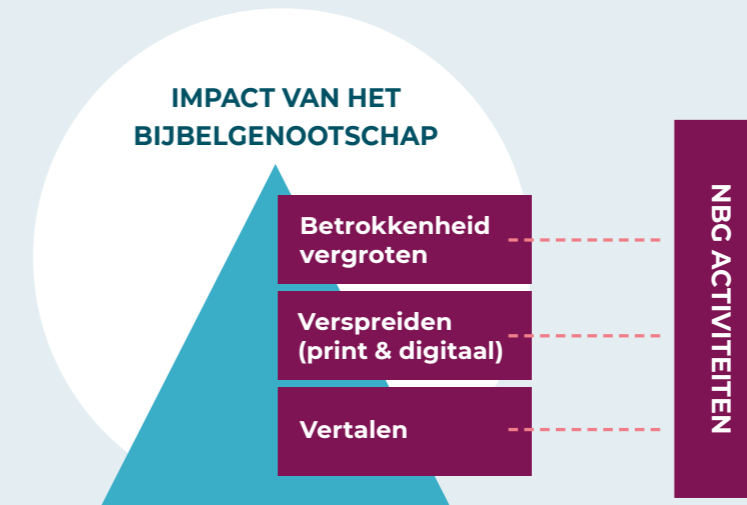 IMPACT VAN HET
BIJBELGENOOTSCHAP
Betrokkenheid
vergroten
Verspreiden
(print & digitaal)
Vertalen
NBG ACTIVITEITEN